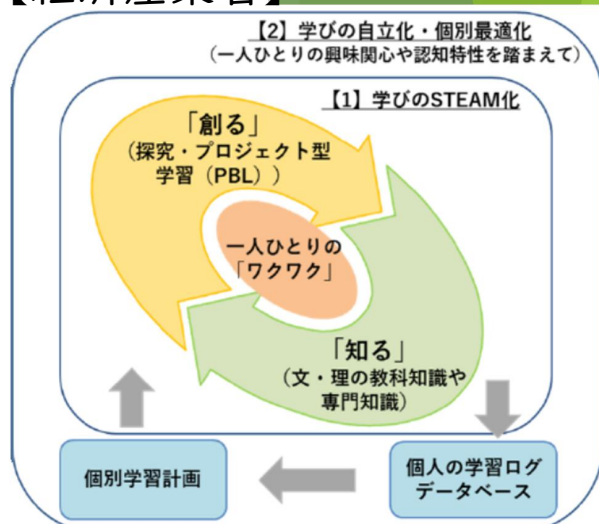 【経済産業省】
【2】学びの自立化・個別最適化
(一人ひとりの興味関心や認知特性を踏まえて)
【1】学びのSTEAM化
「創る」
(探究・プロジェクト型
学習(PBL))
一人ひとりの
「ワクワク」
「知る」
(文・理の教科知識や
専門知識)
個別学習計画
個人の学習ログ
データベース